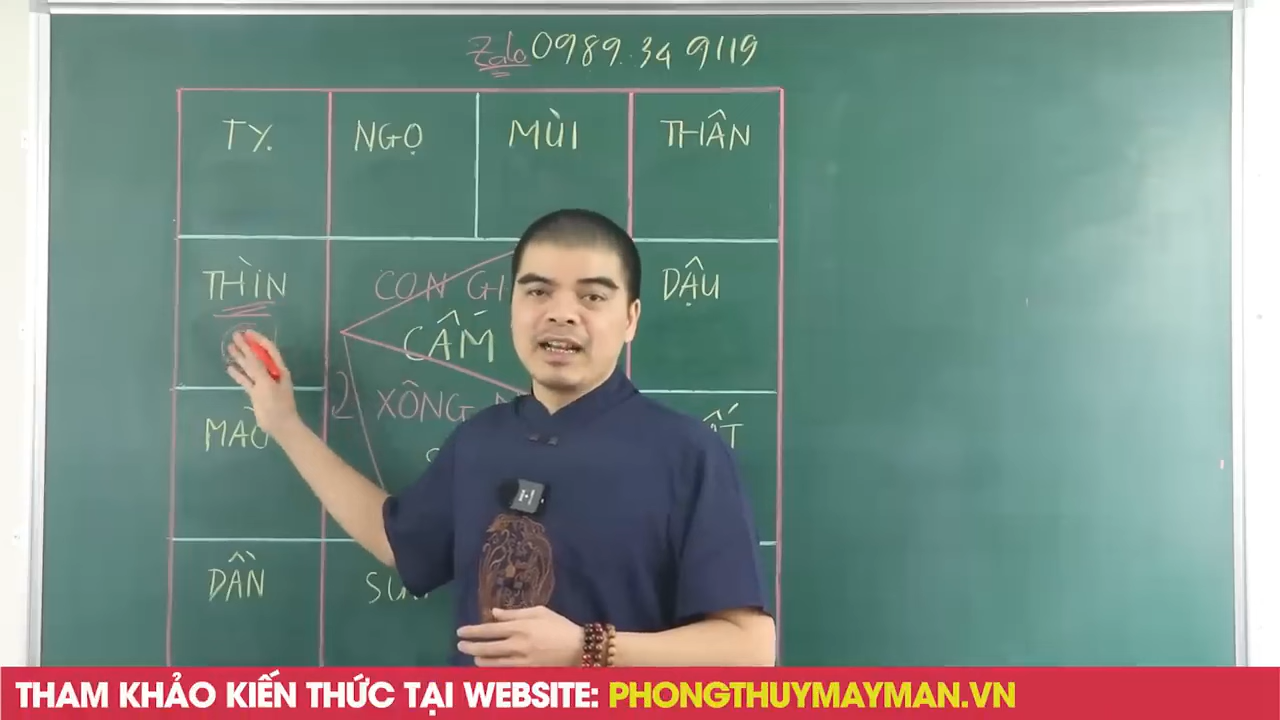 Zalo 0989.34 9119
TỴ. NGỌ MÙI THÂN
THÌN CON DẬU
CẤM
2 XÔNG
MÃO
DẦN
THAM KHẢO KIẾN THỨC TẠI WEBSITE: PHONGTHUYMAYMAN.VN